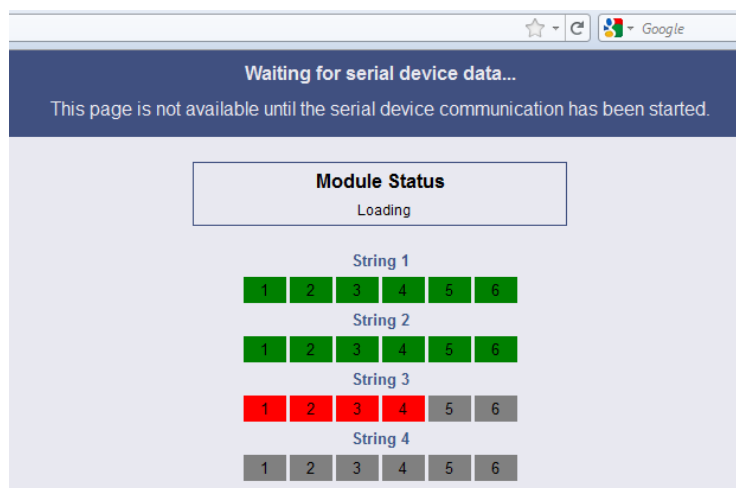 Google
Waiting for serial device data...
This page is not available until the serial device communication has been started.
Module Status
Loading
String 1
1 2 3 4 5 6
String 2
1 2 3 4 5 6
String 3
1 2 3 4 5 6
String 4
1 2 3 4 5 6